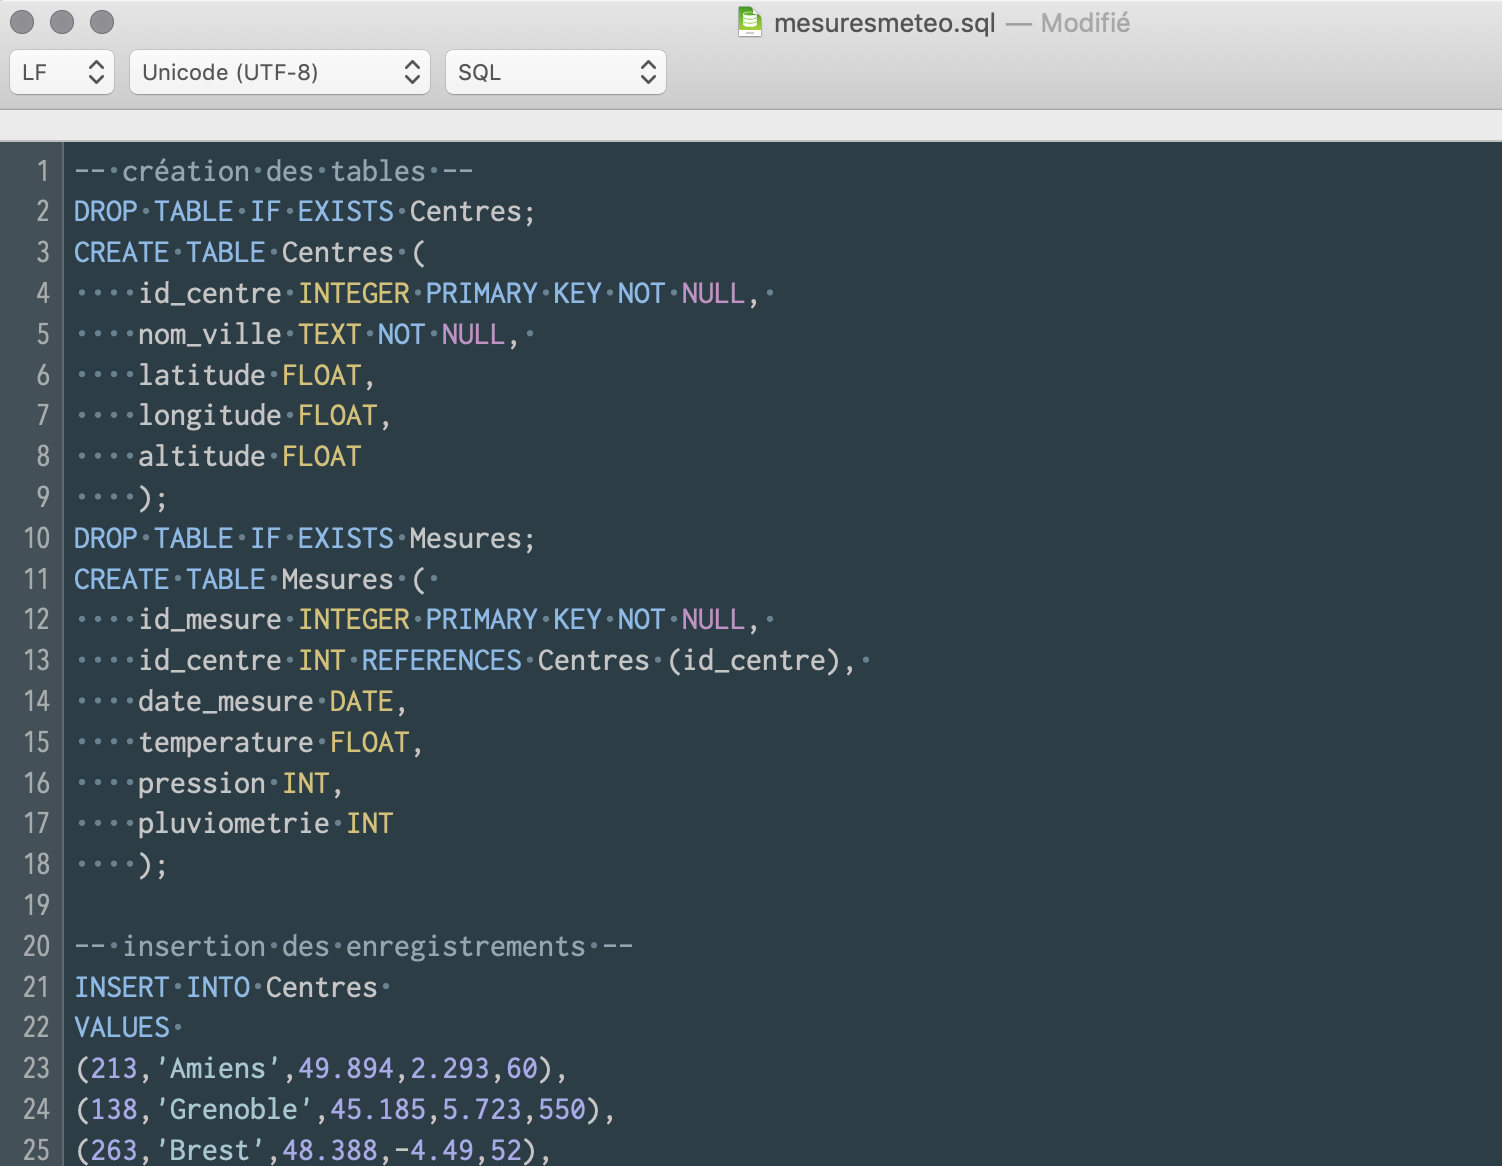 mesuresmeteo.sql — Modifié
LF Unicode (UTF-8) SQL
1 -- création des tables --
2 DROP TABLE IF EXISTS Centres;
3 CREATE TABLE Centres (
4 id_centre INTEGER PRIMARY KEY NOT NULL,
5 nom_ville TEXT NOT NULL,
6 latitude FLOAT,
7 longitude FLOAT,
8 altitude FLOAT
9 );
10 DROP TABLE IF EXISTS Mesures;
11 CREATE TABLE Mesures (
12 id_mesure INTEGER PRIMARY KEY NOT NULL,
13 id_centre INT REFERENCES Centres (id_centre),
14 date_mesure DATE,
15 temperature FLOAT,
16 pression INT,
17 pluviometrie INT
18 );
19
20 -- insertion des enregistrements --
21 INSERT INTO Centres
22 VALUES
23 (213,'Amiens',49.894,2.293,60),
24 (138,'Grenoble',45.185,5.723,550),
25 (263,'Brest',48.388,-4.49,52),